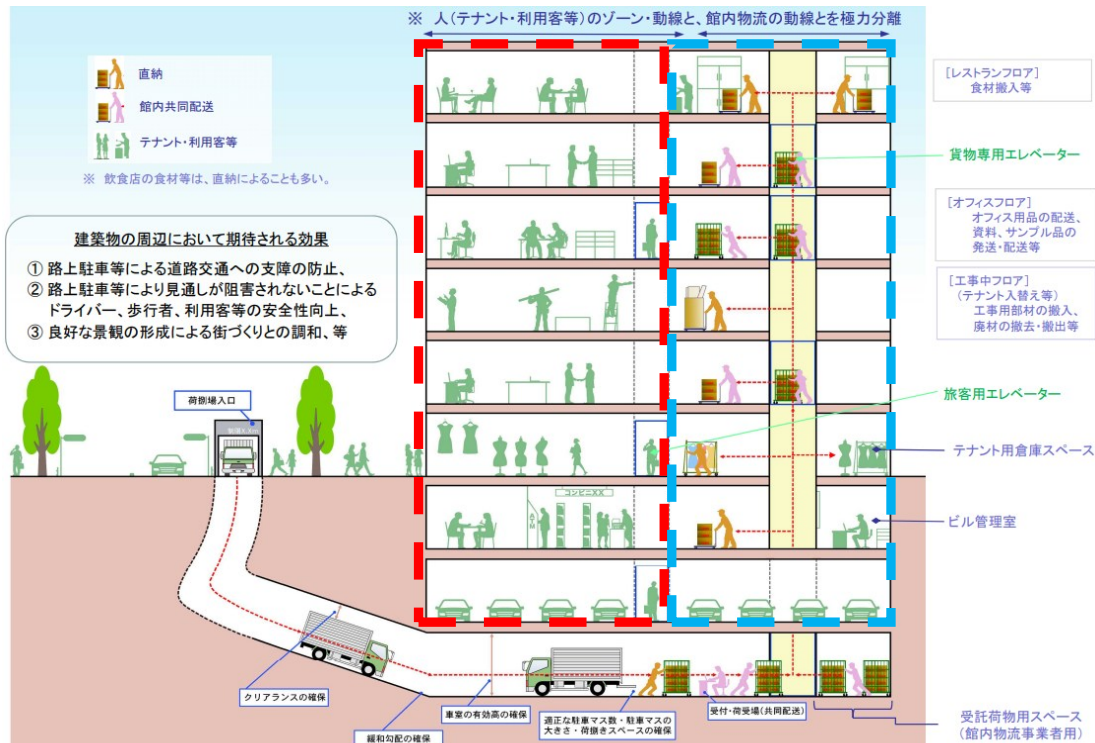 ※ 人(テナント・利用客等)のゾーン・動線と、館内物流の動線とを極力分離
直納
館内共同配送
テナント・利用客等
※ 飲食店の食材等は、直納によることも多い。
[レストランフロア]
食材搬入等
貨物専用エレベーター
[オフィスフロア]
オフィス用品の配送、
資料、サンプル品の
発送・配送等
建築物の周辺において期待される効果
① 路上駐車等による道路交通への支障の防止、
② 路上駐車等により見通しが阻害されないことによる
ドライバー、歩行者、利用客等の安全性向上、
③ 良好な景観の形成による街づくりとの調和、等
[工事中フロア]
(テナント入替え等)
工事用部材の搬入、
廃材の撤去・搬出等
荷捌場入口
旅客用エレベーター
テナント用倉庫スペース
コンビニXX
ATM
ビル管理室
クリアランスの確保
緩和勾配の確保
車室の有効高の確保
適正な駐車マス数・駐車マスの
大きさ・荷捌きスペースの確保
受付・荷受場(共同配送)
受託荷物用スペース
(館内物流事業者用)